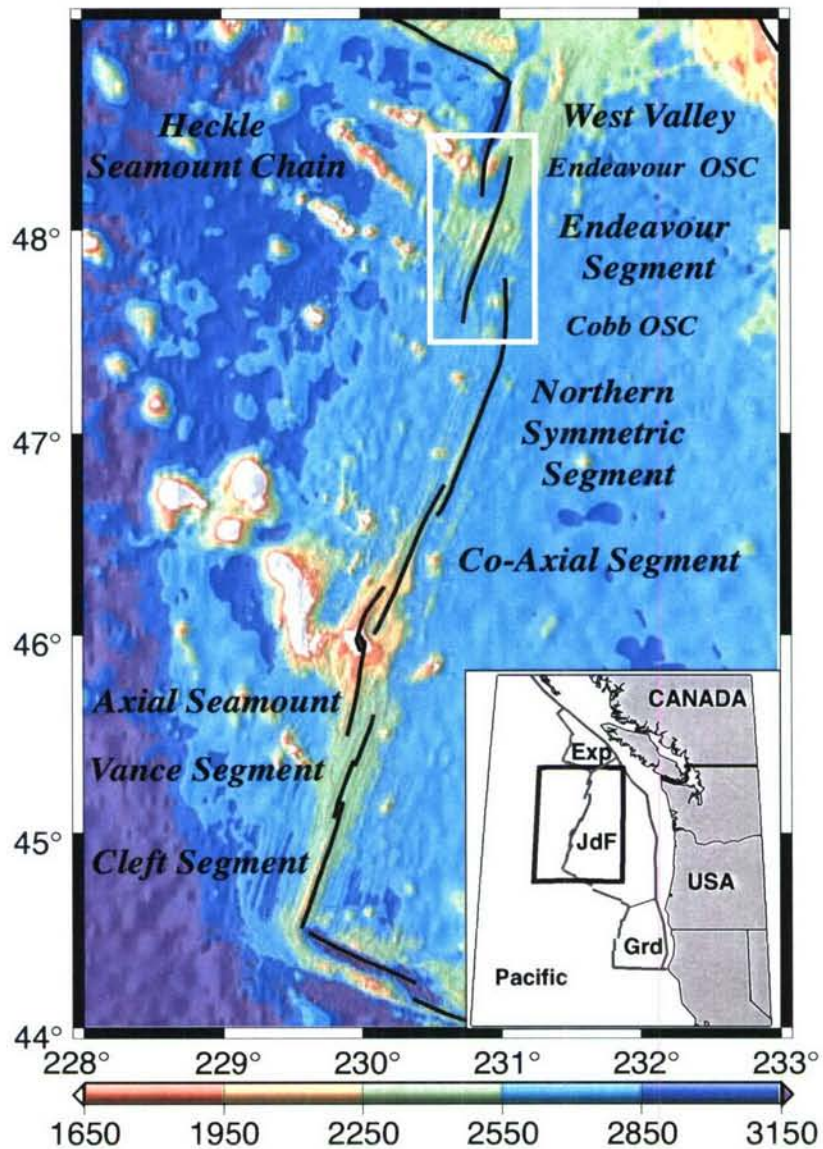 Heckle
Seamount Chain
West Valley
Endeavour OSC
Endeavour
Segment
Cobb OSC
Northern
Symmetric
Segment
Co-Axial Segment
Axial Seamount
Vance Segment
Cleft Segment
48°
47°
46°
45°
44°
CANADA
Exp
JdF
USA
Grd
Pacific
228° 229° 230° 231° 232° 233°
1650 1950 2250 2550 2850 3150